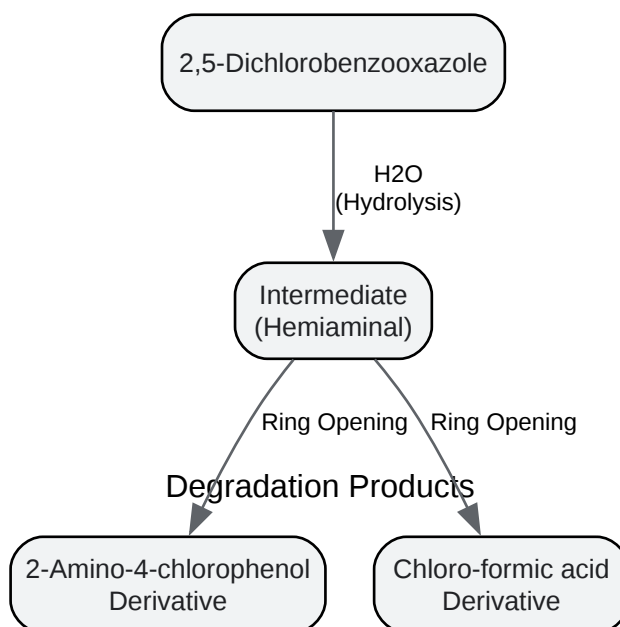 2,5-Dichlorobenzooxazole
H2O
(Hydrolysis)
Intermediate
(Hemiaminal)
Ring Opening
Ring Opening
Degradation Products
2-Amino-4-chlorophenol
Derivative
Chloro-formic acid
Derivative